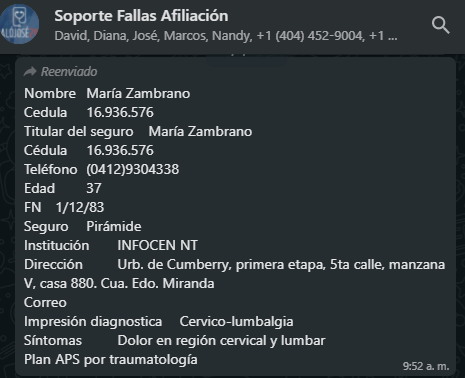 Soporte Fallas Afiliación
David, Diana, José, Marcos, Nandy, +1 (404) 452-9004, +1 ...
ALÓJOSÉ
Reenviado
Nombre María Zambrano
Cedula 16.936.576
Titular del seguro María Zambrano
Cédula 16.936.576
Teléfono (0412)9304338
Edad 37
FN 1/12/83
Seguro Pirámide
Institución INFOCEN NT
Dirección Urb. de Cumberry, primera etapa, 5ta calle, manzana
V, casa 880. Cua. Edo. Miranda
Correo
Impresión diagnostica Cervico-lumbalgia
Síntomas Dolor en región cervical y lumbar
Plan APS por traumatología
9:52 a. m.